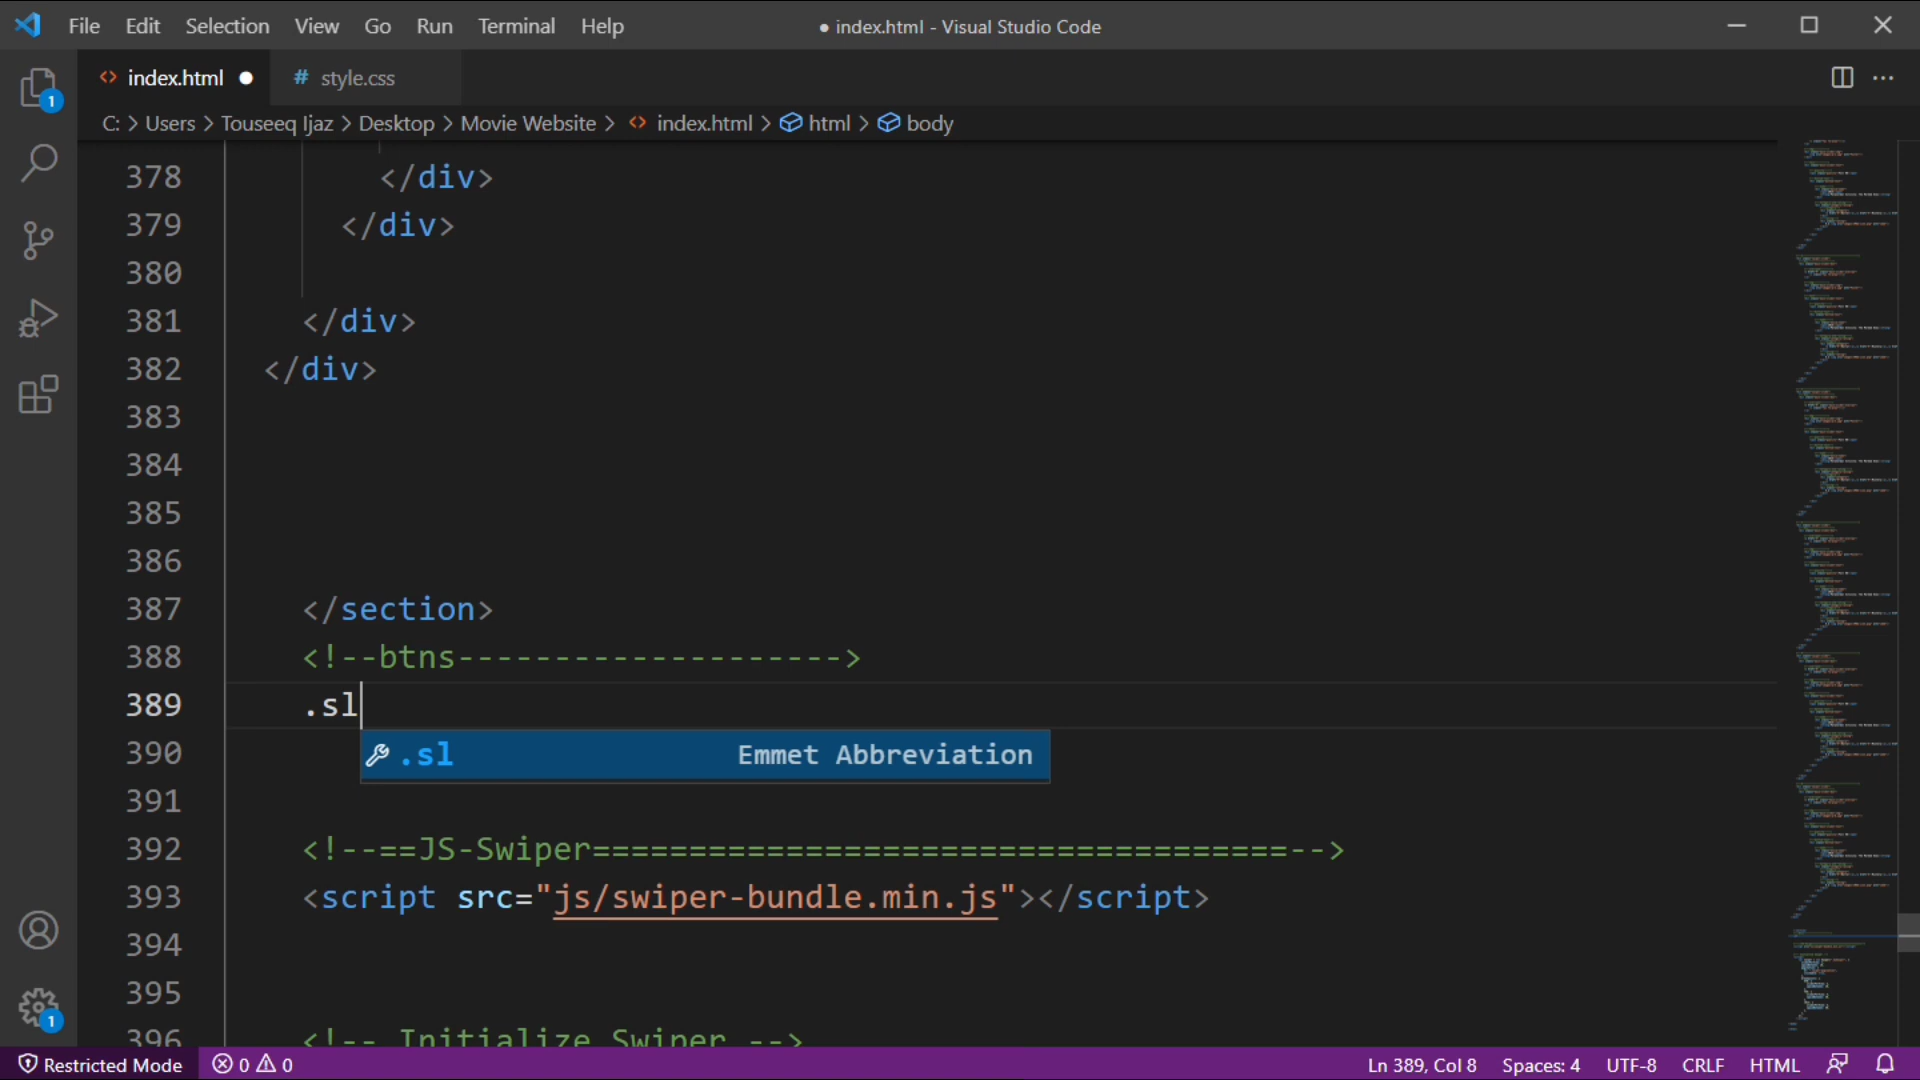 File Edit Selection View Go Run Terminal Help ● index.html - Visual Studio Code
<> index.html ● # style.css
C: > Users > Touseeq Ijaz > Desktop > Movie Website > <> index.html > html > body
378 </div>
379 </div>
380
381 </div>
382 </div>
383
384
385
386
387 </section>
388 <!--btns-------------------->
389 .sl
390 .sl Emmet Abbreviation
391
392 <!--==JS-Swiper====================================-->
393 <script src="js/swiper-bundle.min.js"></script>
394
395
396 <!-- Initialize Swiper -->
1
1
Restricted Mode 0 0 Ln 389, Col 8 Spaces: 4 UTF-8 CRLF HTML